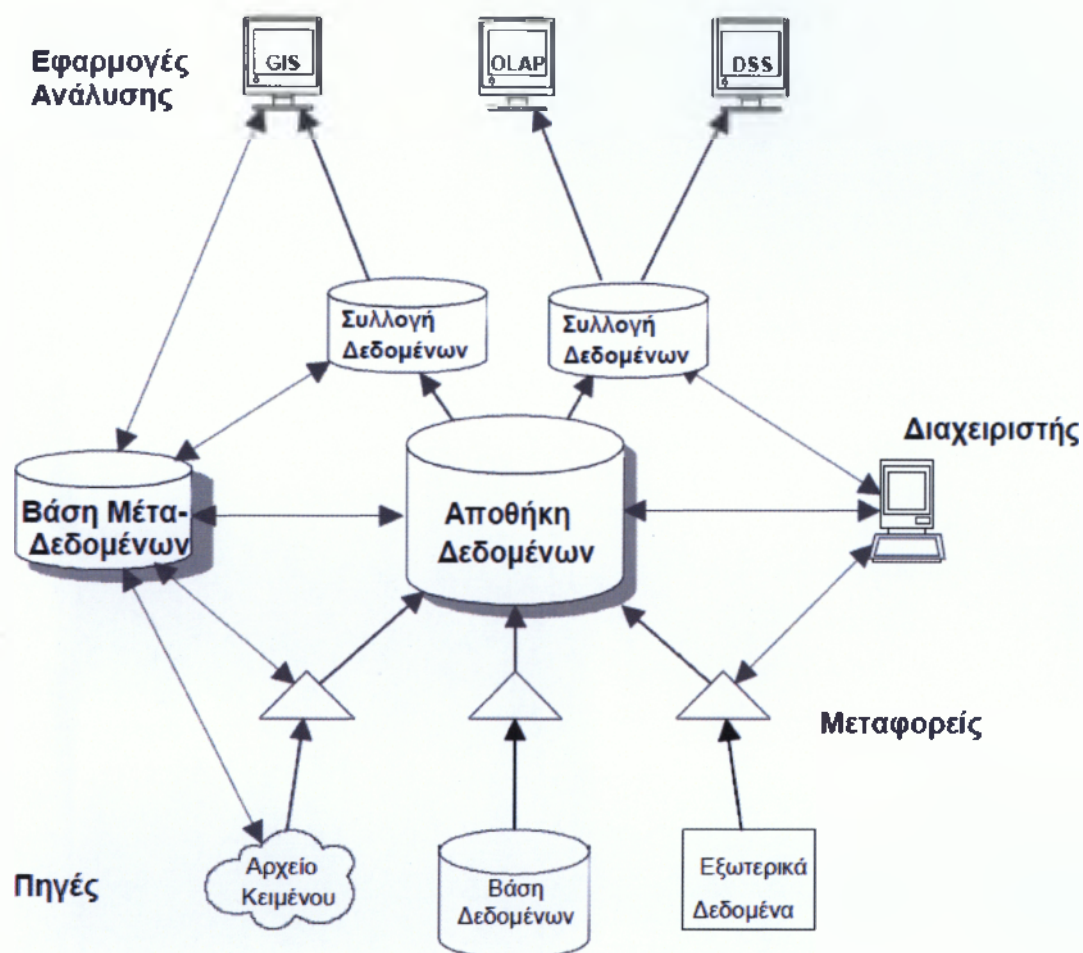 Εφαρμογές
Ανάλυσης
GIS
OLAP
DSS
Συλλογή
Δεδομένων
Συλλογή
Δεδομένων
Διαχειριστής
Βάση Μέτα-
Δεδομένων
Αποθήκη
Δεδομένων
Μεταφορείς
Πηγές
Αρχείο
Κειμένου
Βάση
Δεδομένων
Εξωτερικά
Δεδομένα